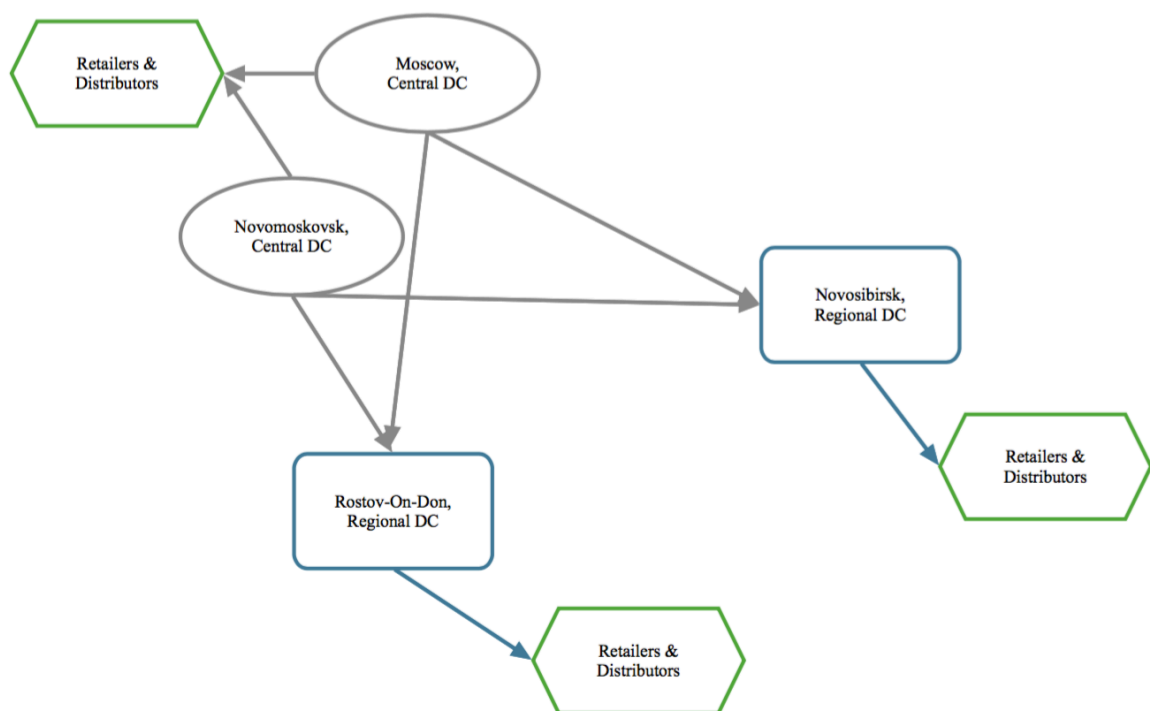 Retailers &
Distributors
Moscow,
Central DC
Novomoskovsk,
Central DC
Novosibirsk,
Regional DC
Retailers &
Distributors
Rostov-On-Don,
Regional DC
Retailers &
Distributors